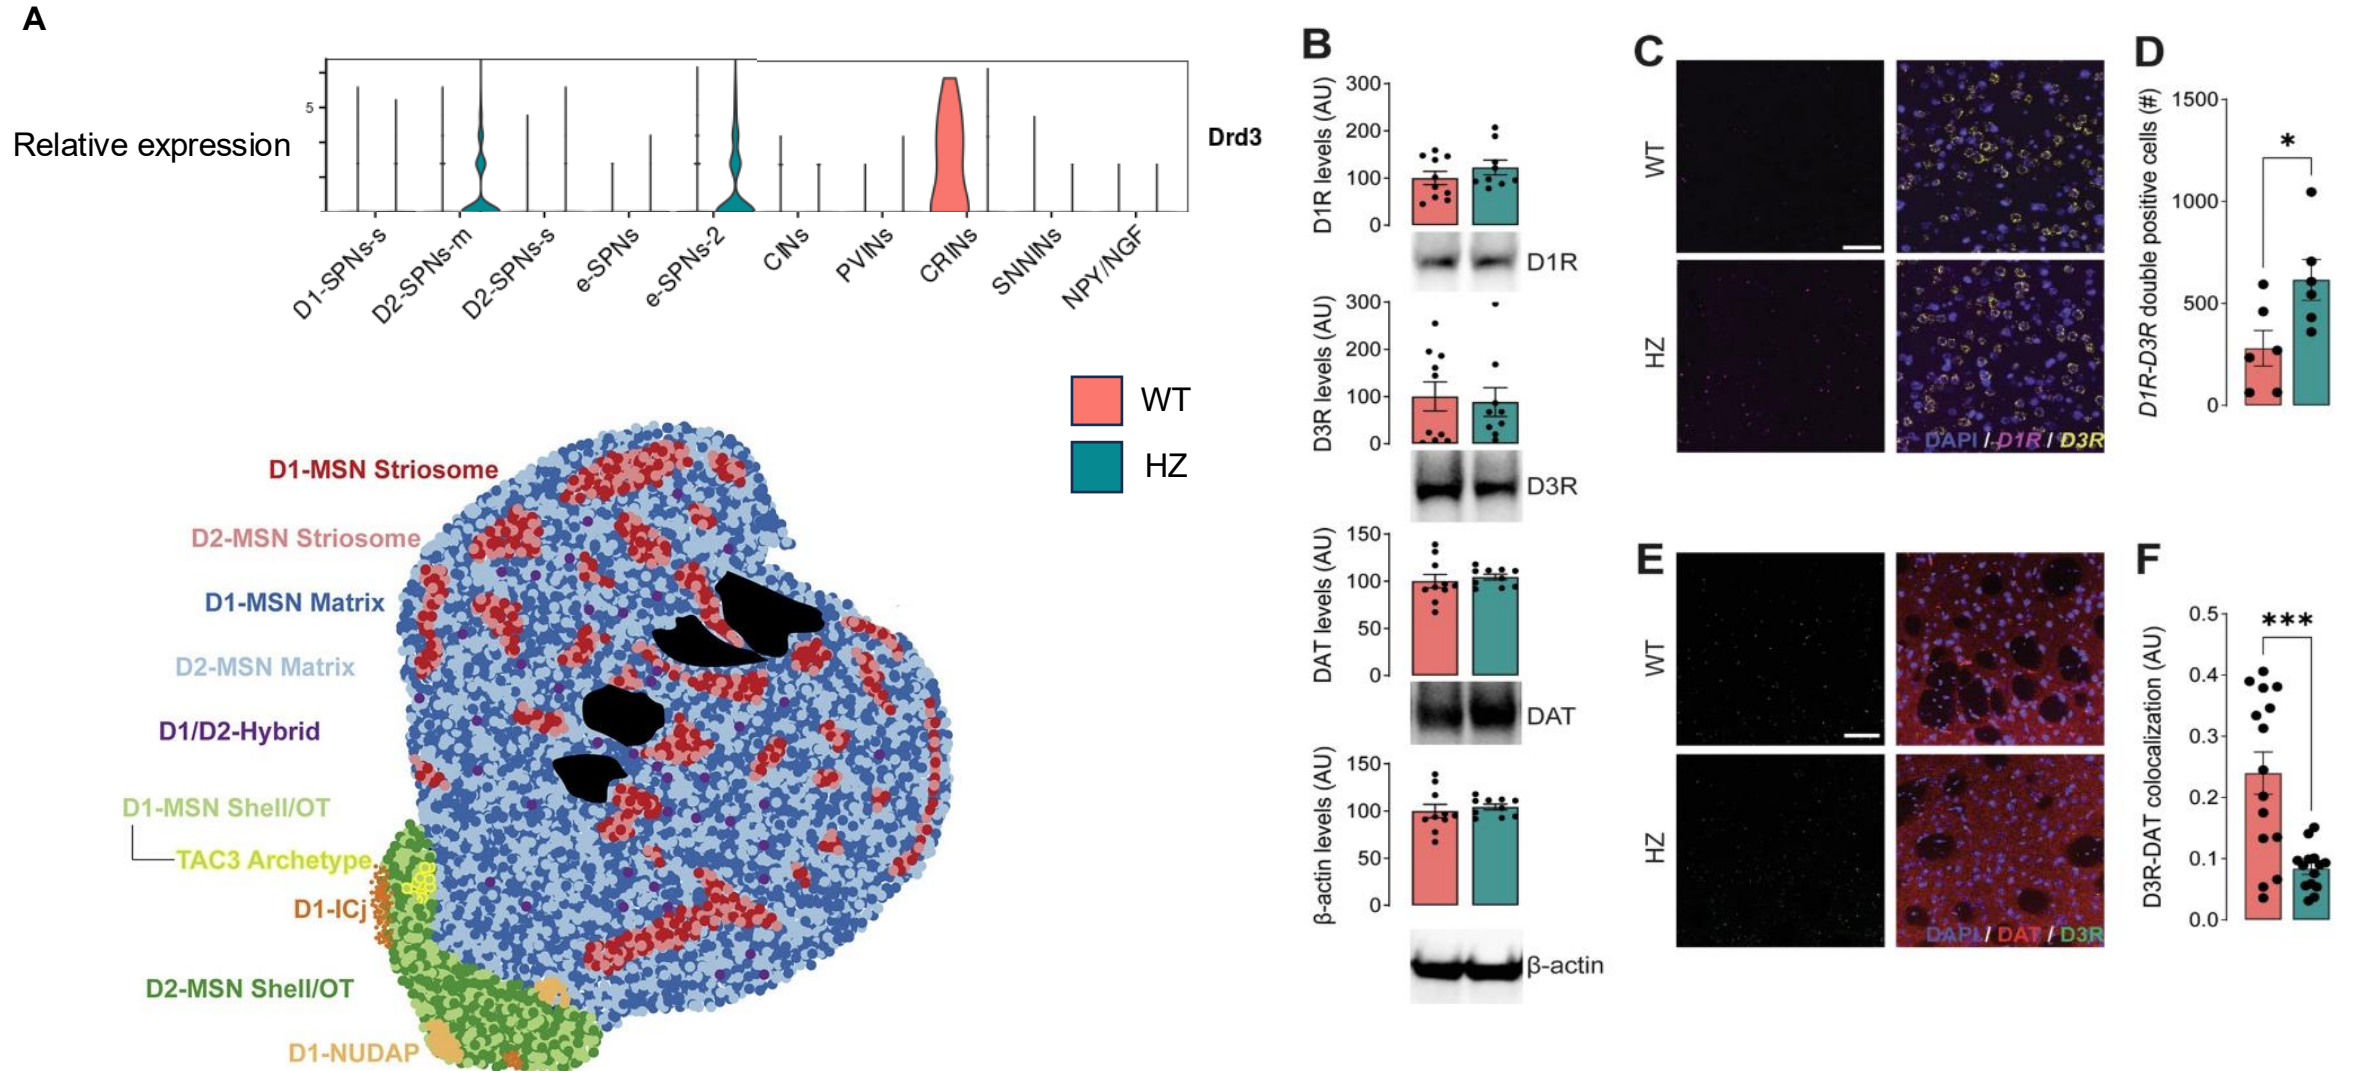 A
Relative expression
5
Drd3
D1-SPNs-s
D2-SPNs-m
D2-SPNs-s
e-SPNs
e-SPNs-2
CINs
PVINs
CRINs
SNNINs
NPY/NGF
WT
HZ
D1-MSN Striosome
D2-MSN Striosome
D1-MSN Matrix
D2-MSN Matrix
D1/D2-Hybrid
D1-MSN Shell/OT
TAC3 Archetype
D1-ICj
D2-MSN Shell/OT
D1-NUDAP
B
D1R levels (AU)
300
200
100
0
D1R
D3R levels (AU)
300
200
100
0
D3R
DAT levels (AU)
150
100
50
0
DAT
β-actin levels (AU)
150
100
50
0
β-actin
C
WT
HZ
DAPI / D1R / D3R
D
D1R-D3R double positive cells (#)
1500
1000
500
0
*
E
WT
HZ
DAPI / DAT / D3R
F
D3R-DAT colocalization (AU)
0.5
0.4
0.3
0.2
0.1
0.0
***